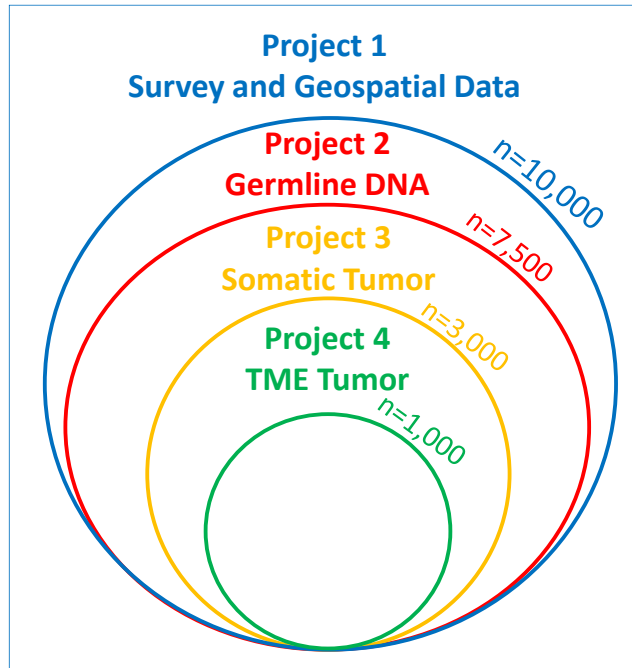 Project 1
Survey and Geospatial Data
n=10,000
Project 2
Germline DNA
n=7,500
Project 3
Somatic Tumor
n=3,000
Project 4
TME Tumor
n=1,000